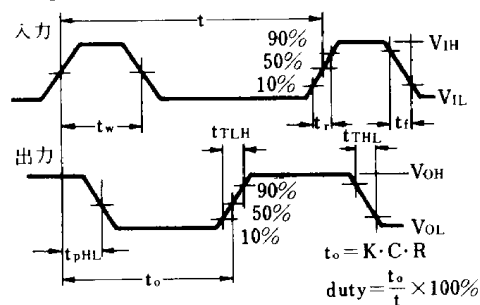 入力
t
90%
50%
10%
VIH
VIL
tw
tr
tf
tTLH
tTHL
出力
90%
50%
10%
VOH
VOL
tpHL
to
to=K·C·R
duty=to/t×100%